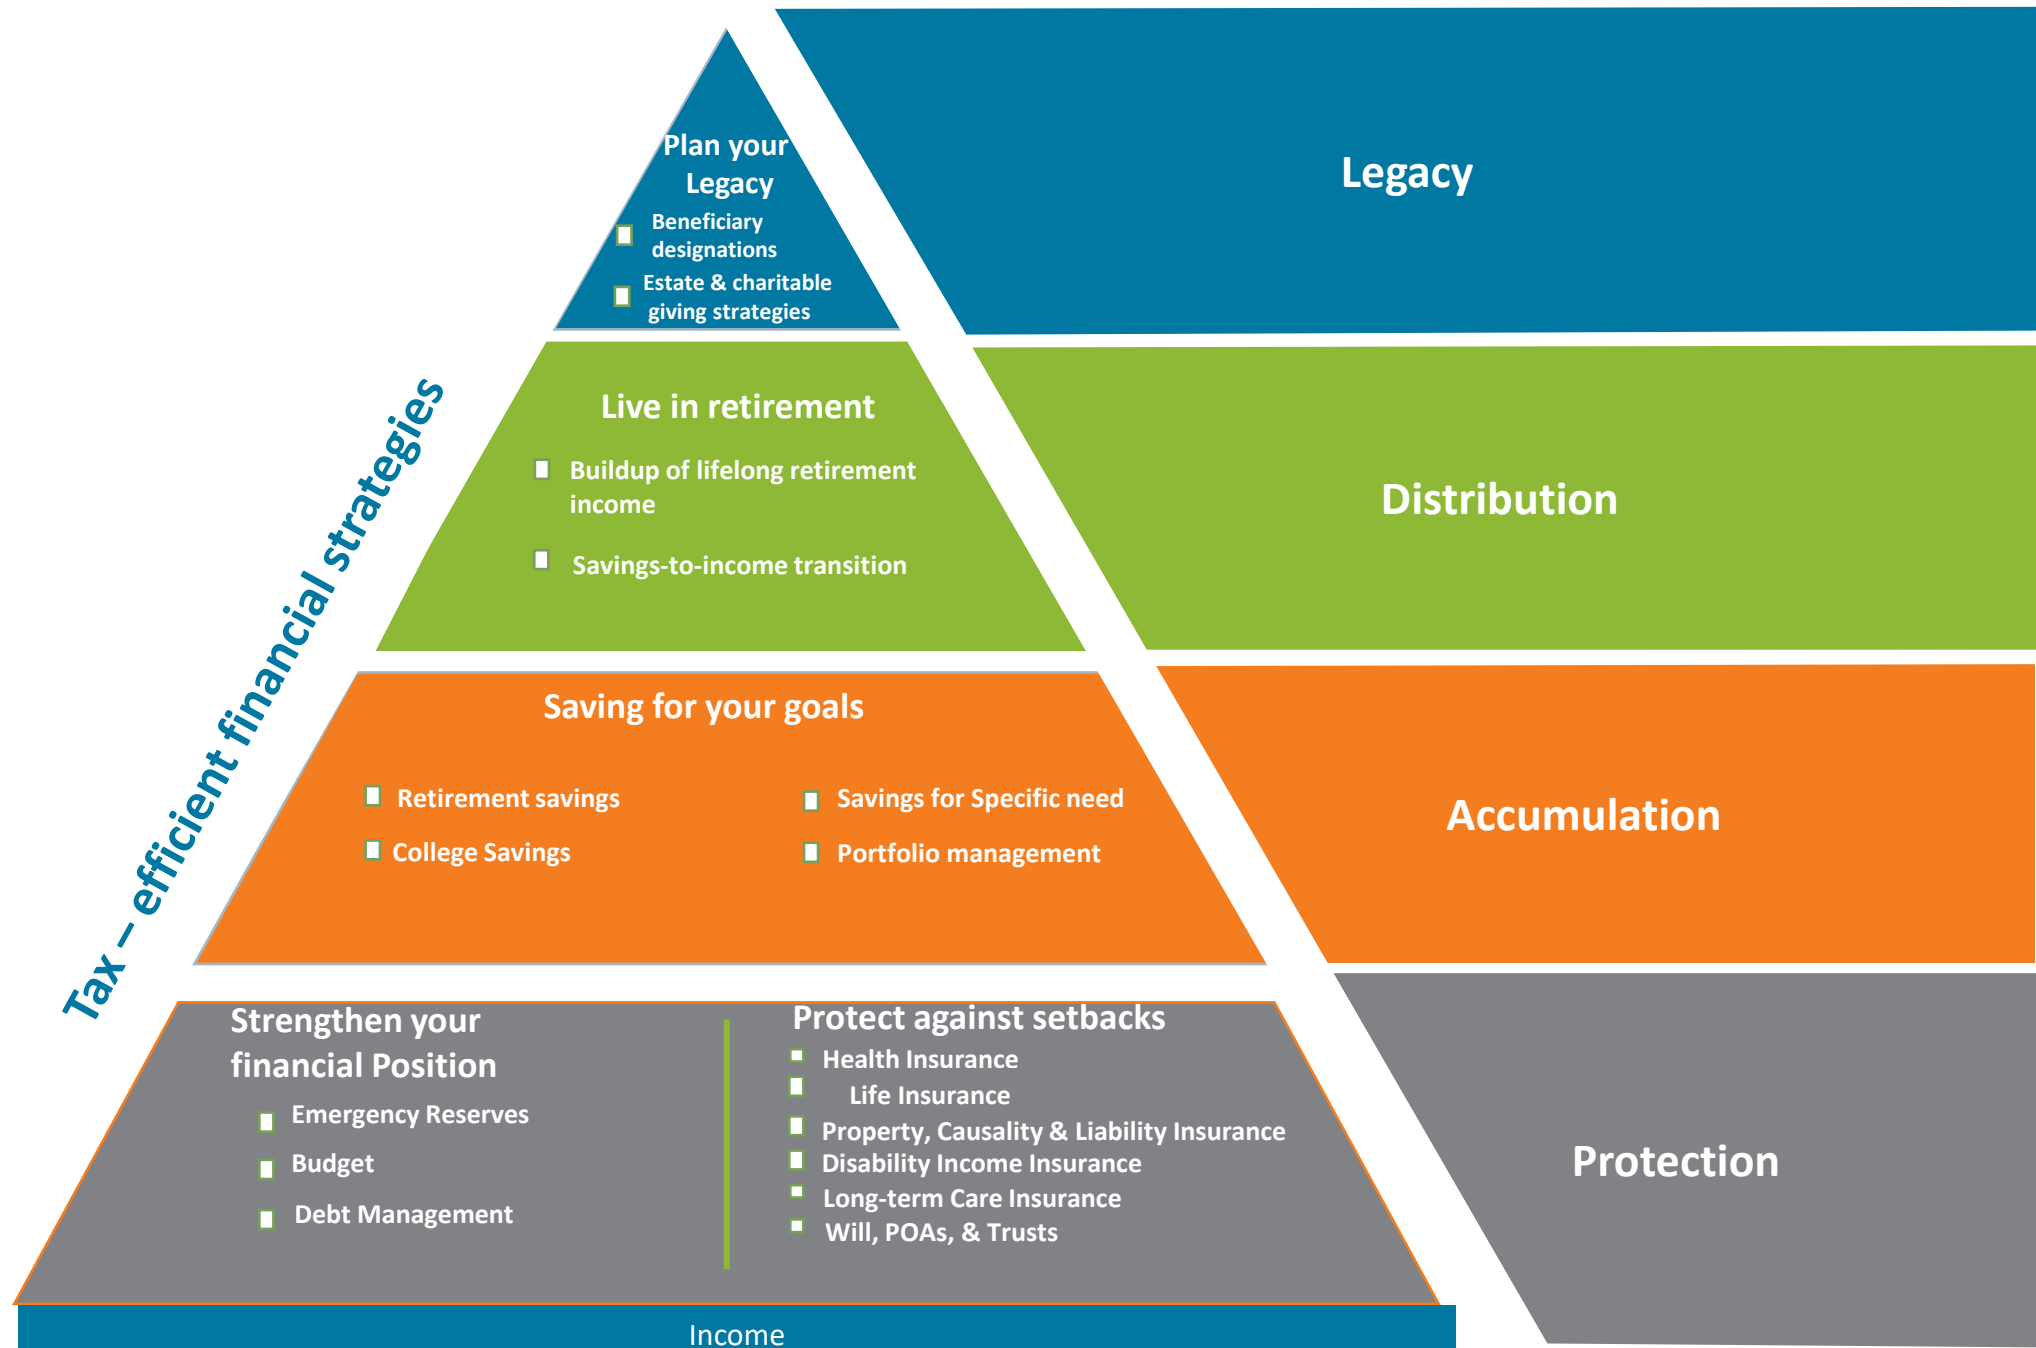 Plan your
Legacy
Beneficiary
designations
Estate & charitable
giving strategies
Legacy
Live in retirement
Buildup of lifelong retirement
income
Savings-to-income transition
Distribution
Tax – efficient financial strategies
Saving for your goals
Retirement savings
Savings for Specific need
College Savings
Portfolio management
Accumulation
Strengthen your
financial Position
Emergency Reserves
Budget
Debt Management
Protect against setbacks
Health Insurance
Life Insurance
Property, Causality & Liability Insurance
Disability Income Insurance
Long-term Care Insurance
Will, POAs, & Trusts
Protection
Income